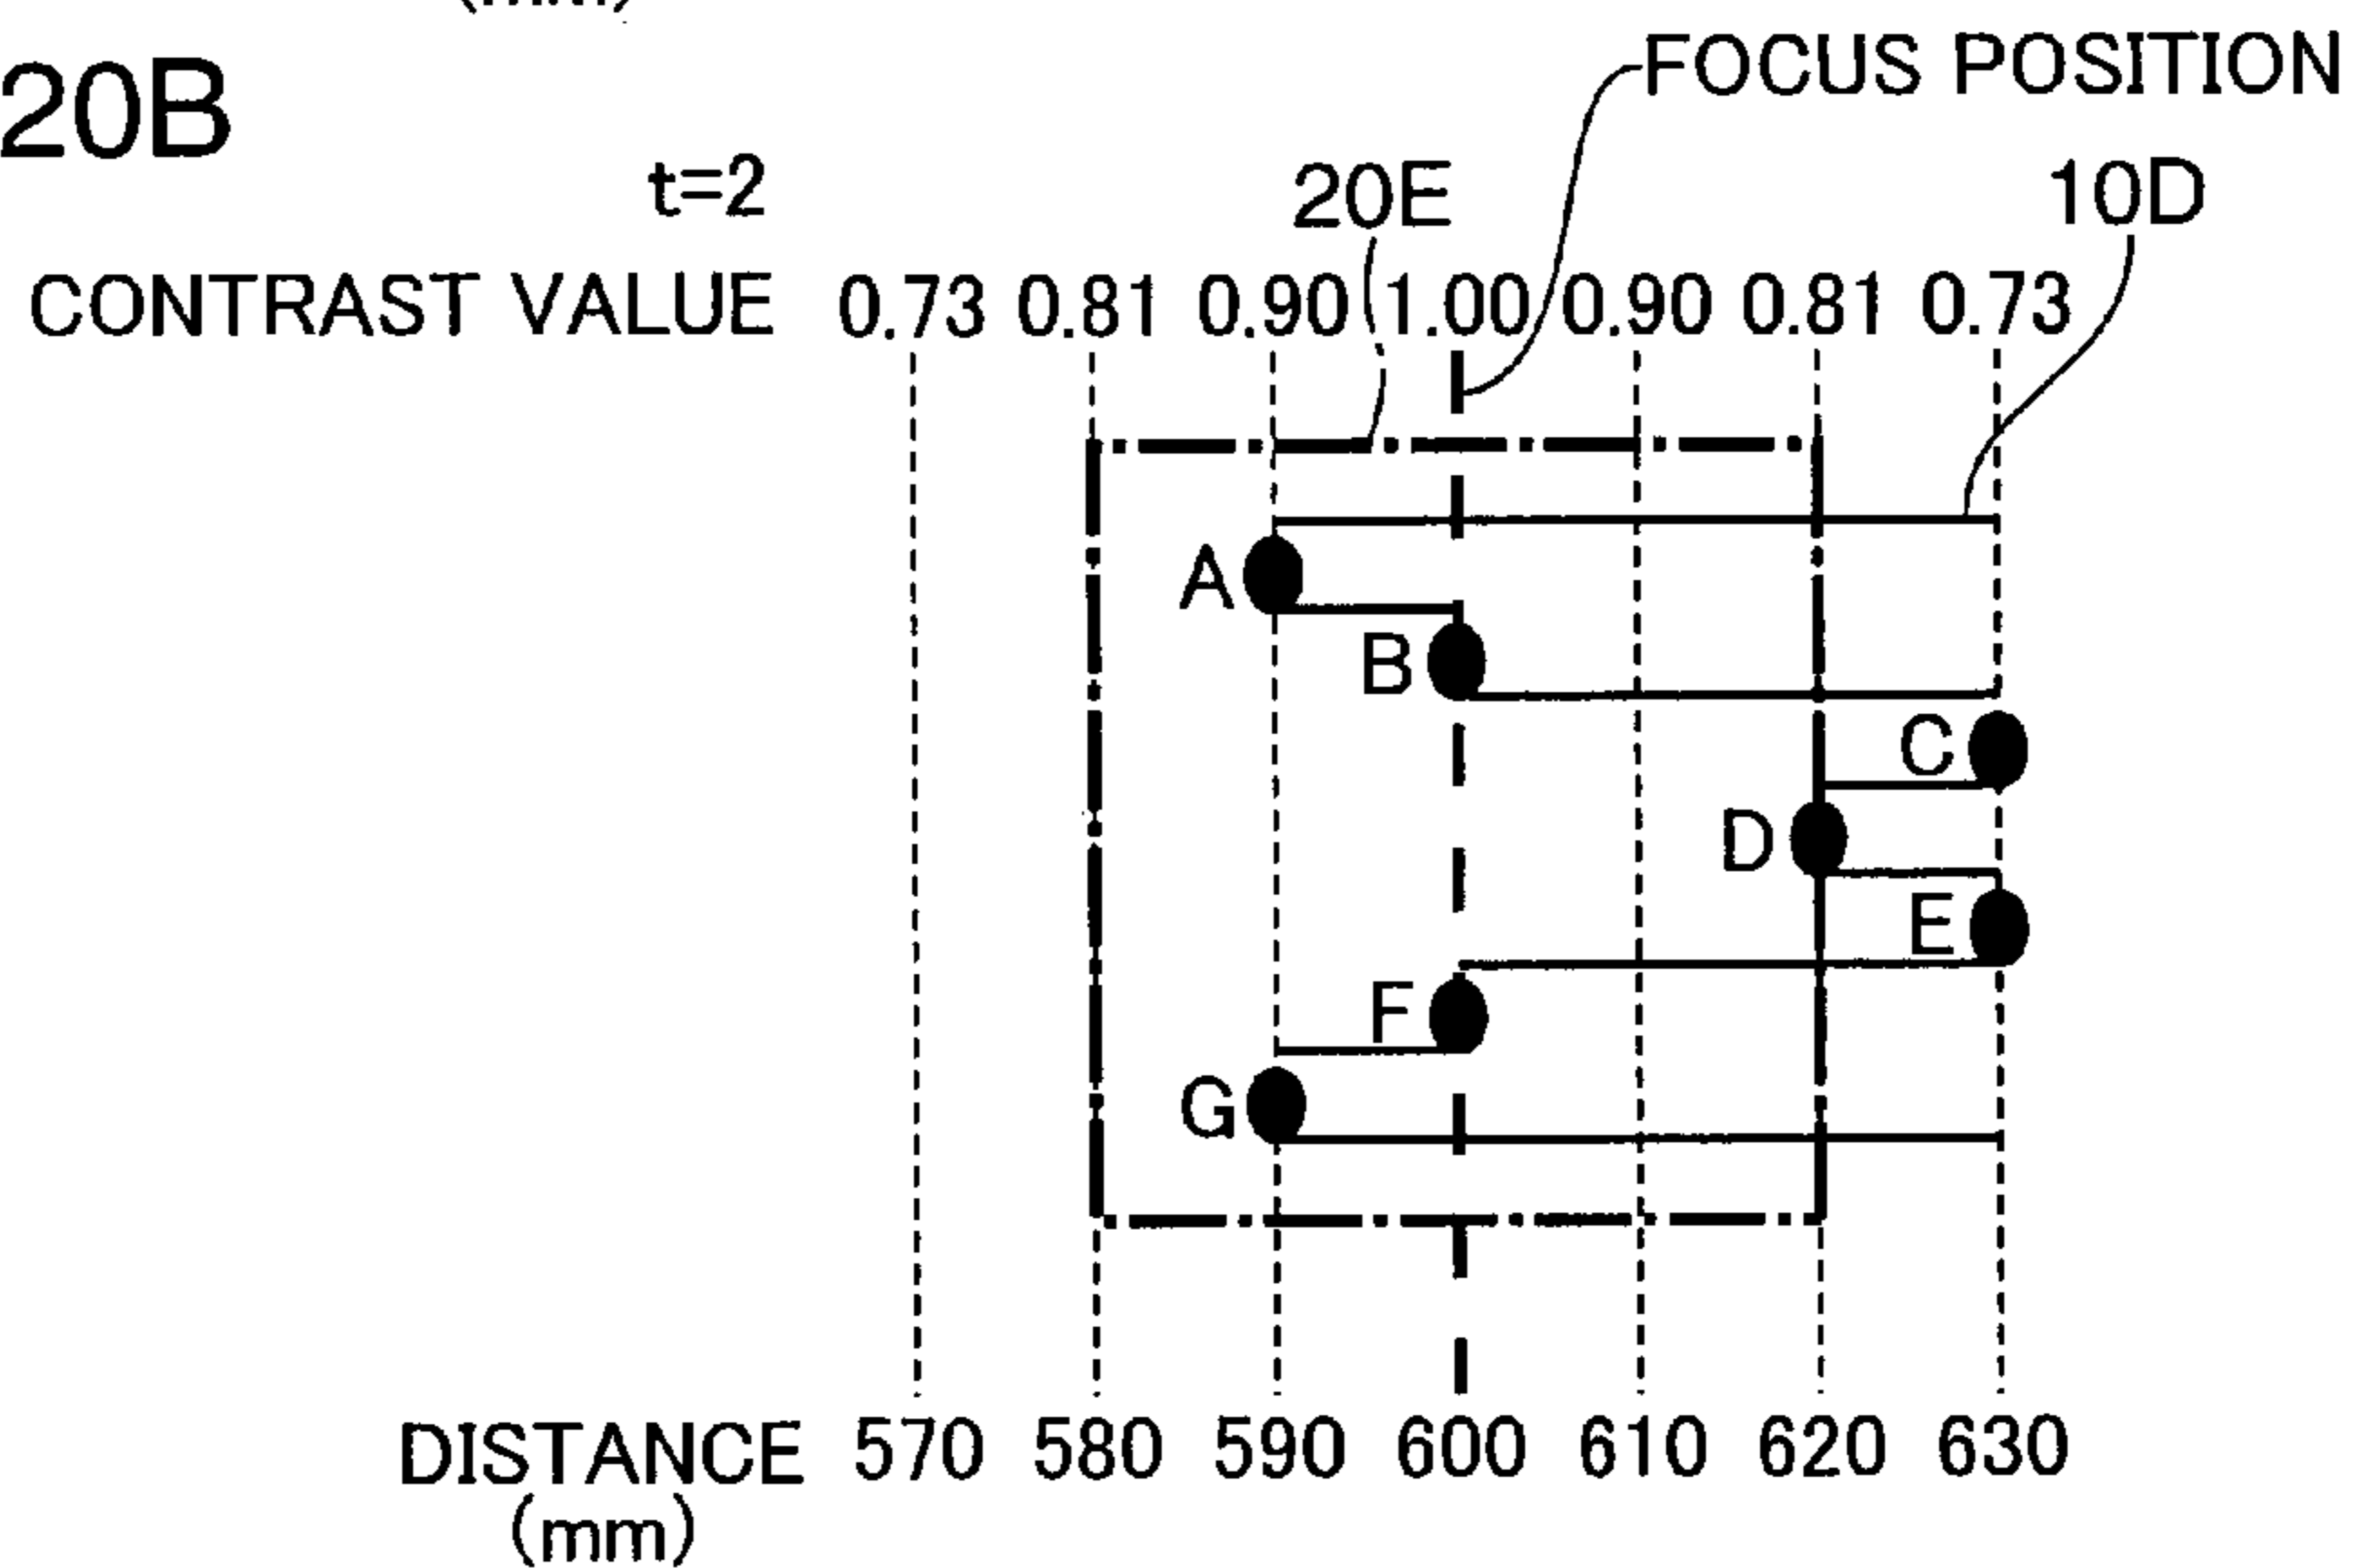 FOCUS POSITION
20B
t=2
20E
10D
CONTRAST VALUE 0.73 0.81 0.90 1.00 0.90 0.81 0.73
A
B
C
D
E
F
G
DISTANCE 570 580 590 600 610 620 630
(mm)